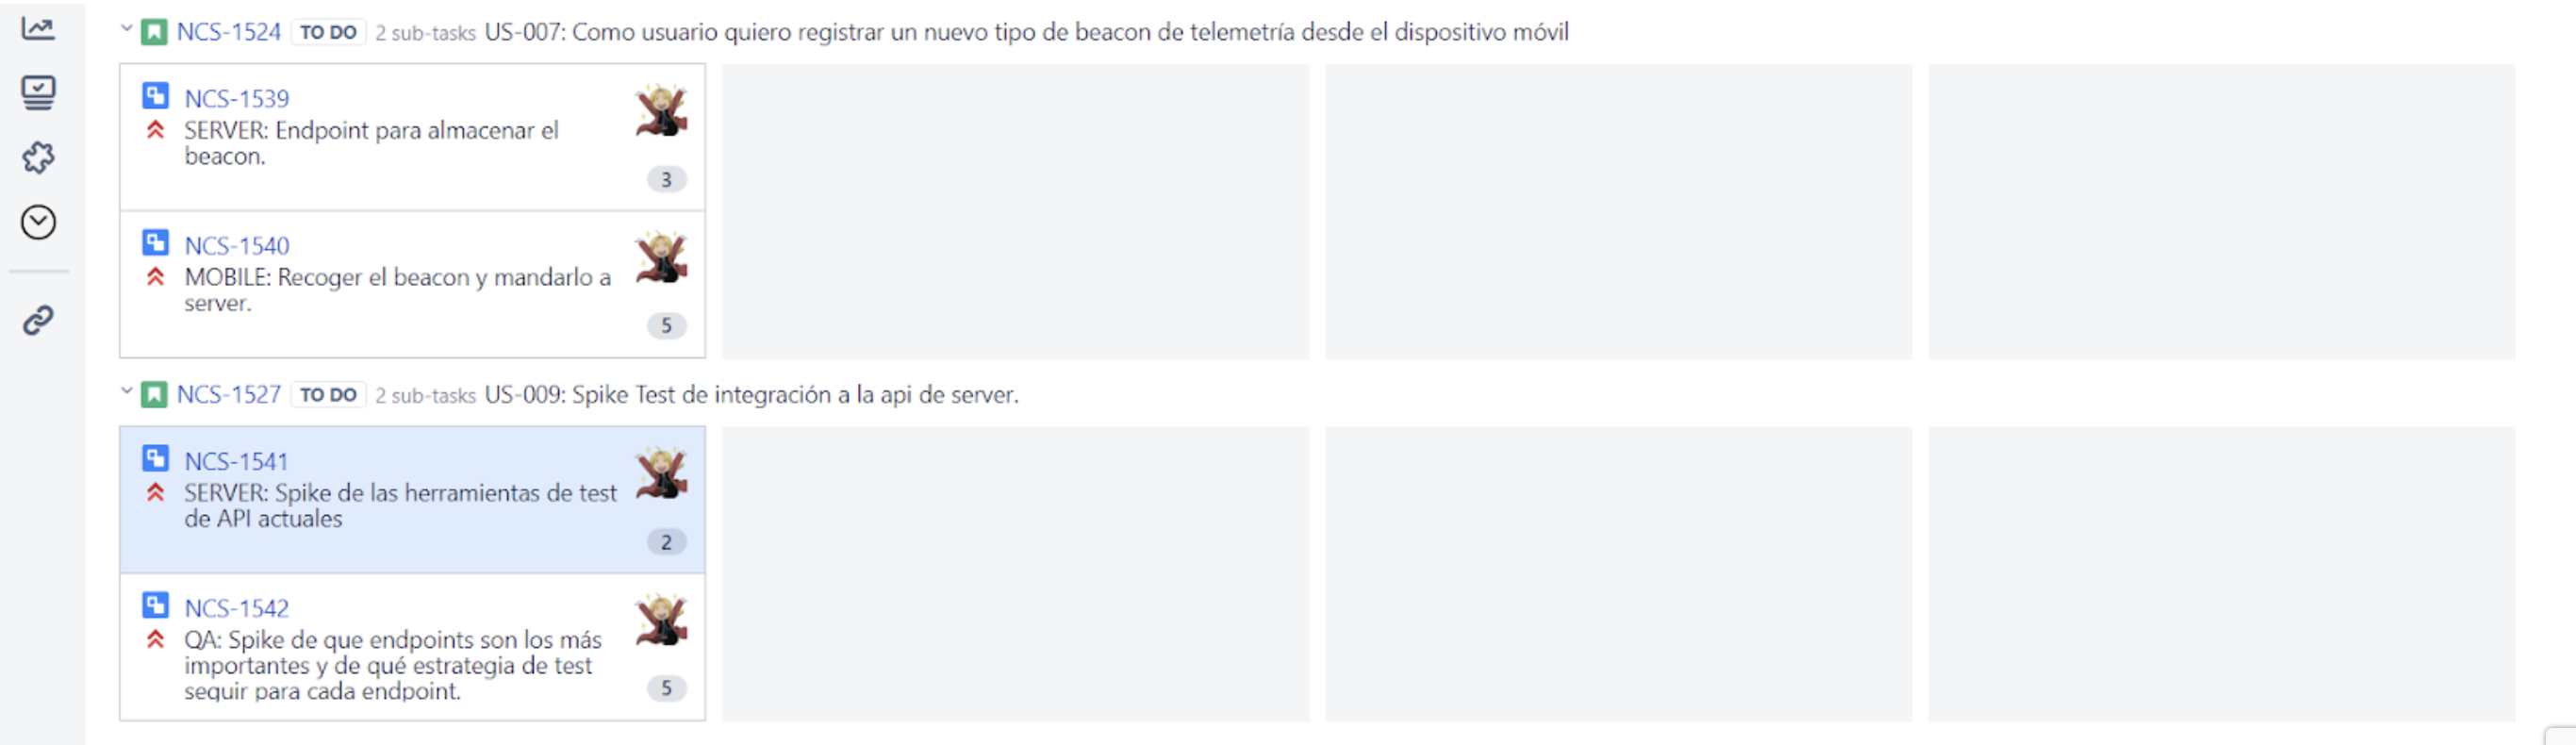 NCS-1524 TO DO 2 sub-tasks US-007: Como usuario quiero registrar un nuevo tipo de beacon de telemetría desde el dispositivo móvil
NCS-1539
SERVER: Endpoint para almacenar el
beacon.
3
NCS-1540
MOBILE: Recoger el beacon y mandarlo a
server.
5
NCS-1527 TO DO 2 sub-tasks US-009: Spike Test de integración a la api de server.
NCS-1541
SERVER: Spike de las herramientas de test
de API actuales
2
NCS-1542
QA: Spike de que endpoints son los más
importantes y de qué estrategia de test
seguir para cada endpoint.
5